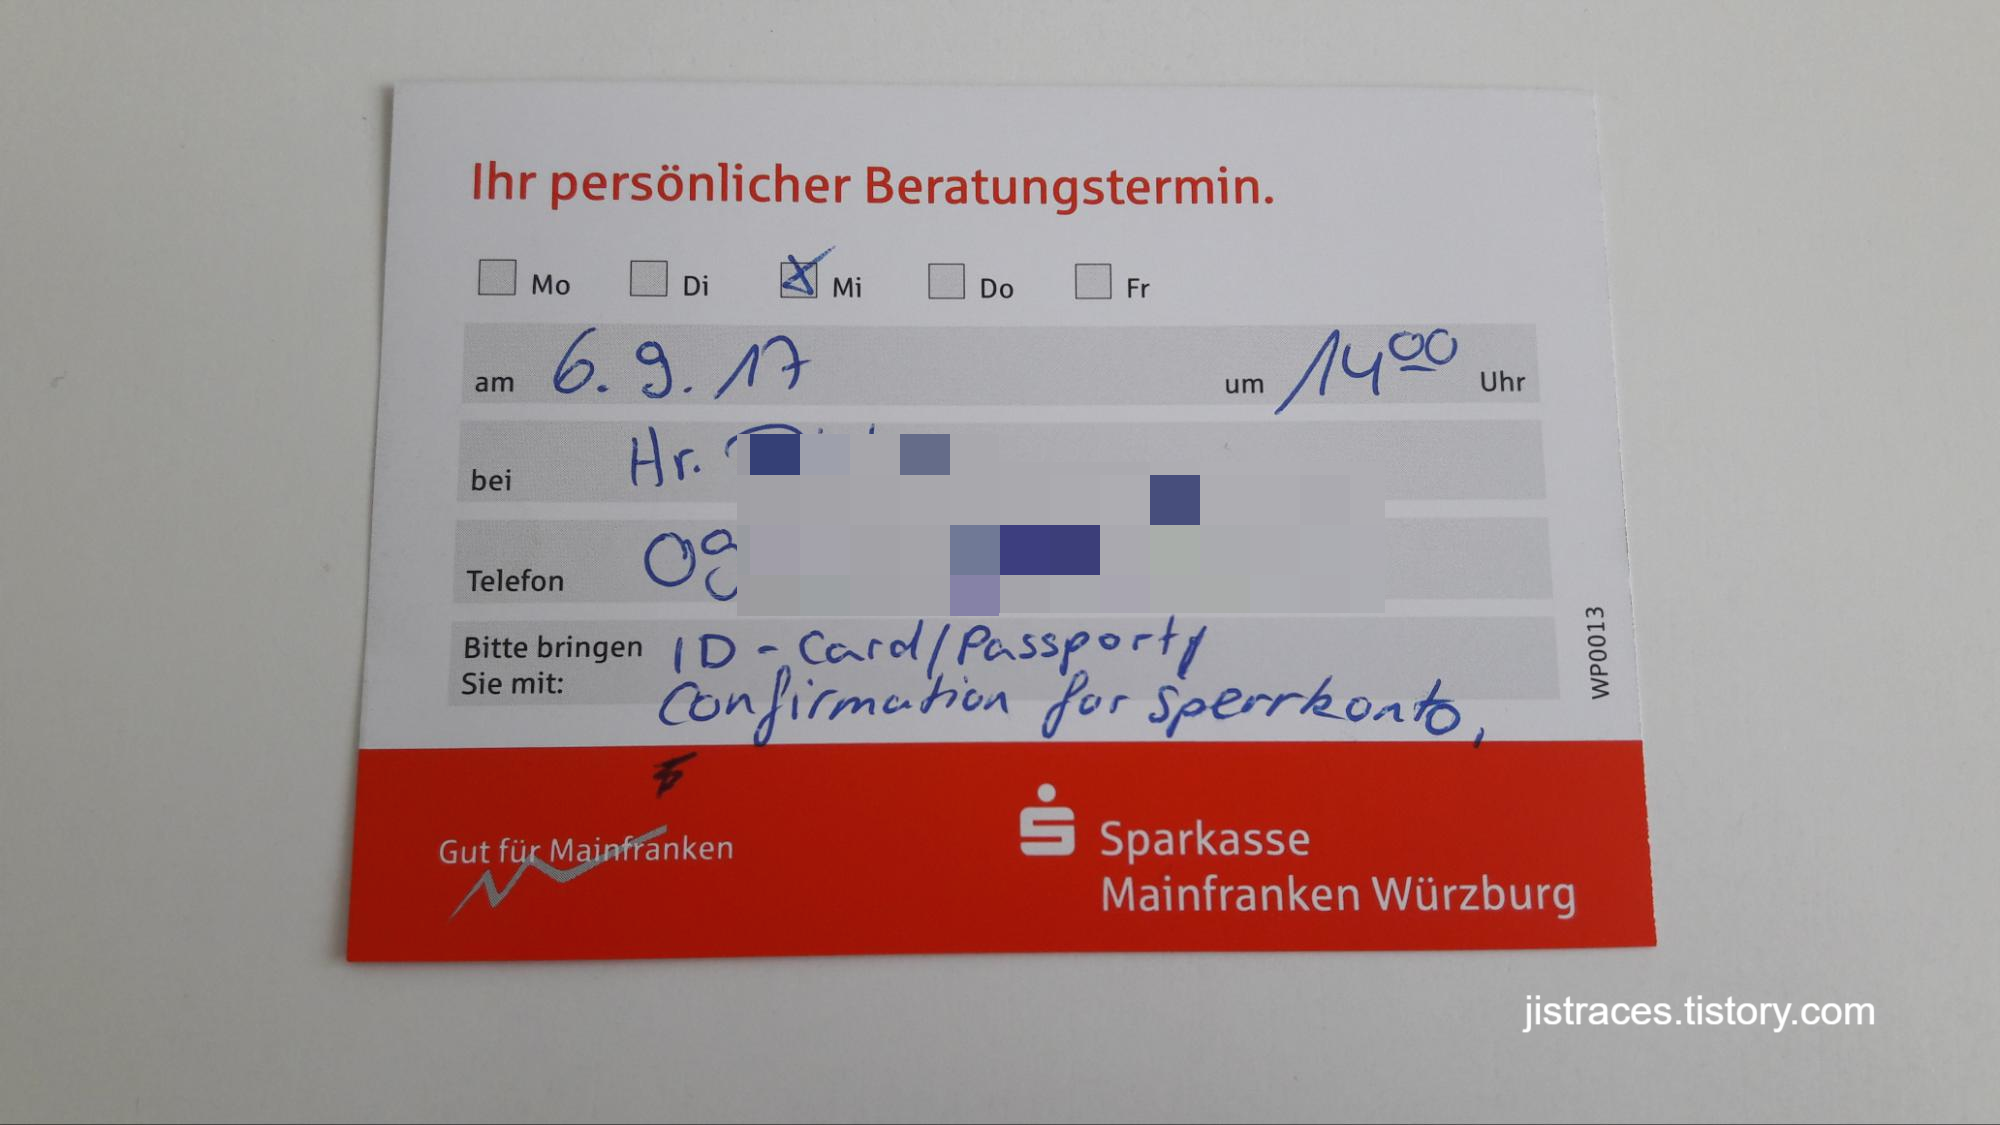 Ihr persönlicher Beratungstermin.
Mo Di Mi Do Fr
am 6. 9. 17 um 14 00 Uhr
bei Hr.
Telefon 09
Bitte bringen
Sie mit:
ID-Card/Passport/
Confirmation for Sperrkonto,
WP0013
Gut für Mainfranken
Sparkasse
Mainfranken Würzburg
jistraces.tistory.com